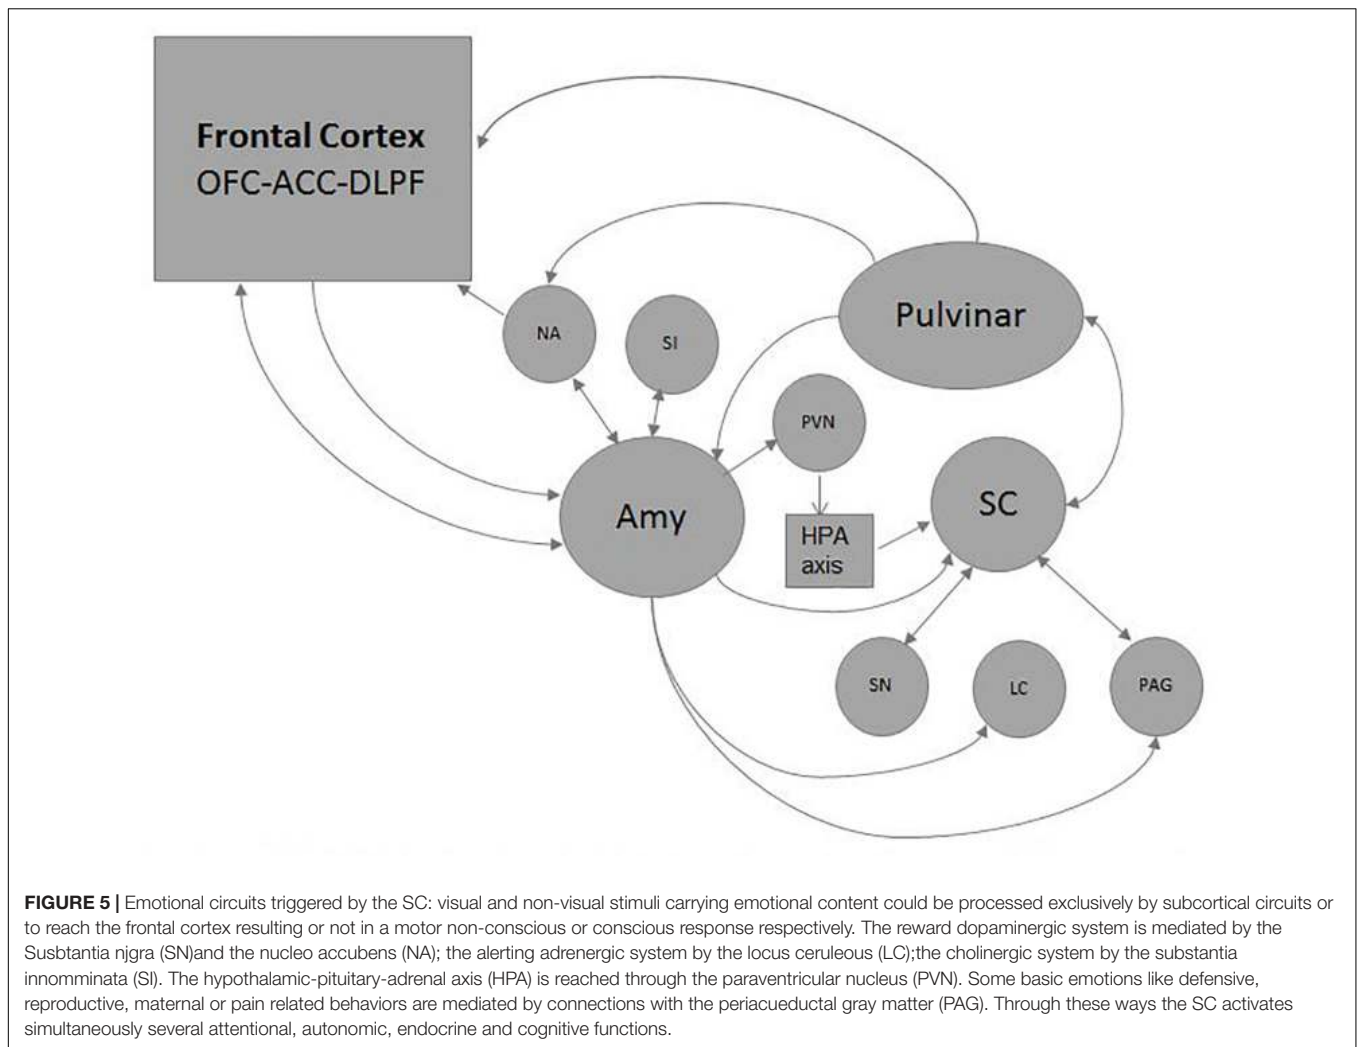 Frontal Cortex
OFC-ACC-DLPF
Pulvinar
NA
SI
PVN
Amy
SC
HPA
axis
SN
LC
PAG
FIGURE 5 | Emotional circuits triggered by the SC: visual and non-visual stimuli carrying emotional content could be processed exclusively by subcortical circuits or
to reach the frontal cortex resulting or not in a motor non-conscious or conscious response respectively. The reward dopaminergic system is mediated by the
Susbtantia njgra (SN)and the nucleo accubens (NA); the alerting adrenergic system by the locus ceruleous (LC);the cholinergic system by the substantia
innomminata (SI). The hypothalamic-pituitary-adrenal axis (HPA) is reached through the paraventricular nucleus (PVN). Some basic emotions like defensive,
reproductive, maternal or pain related behaviors are mediated by connections with the periacueductal gray matter (PAG). Through these ways the SC activates
simultaneously several attentional, autonomic, endocrine and cognitive functions.